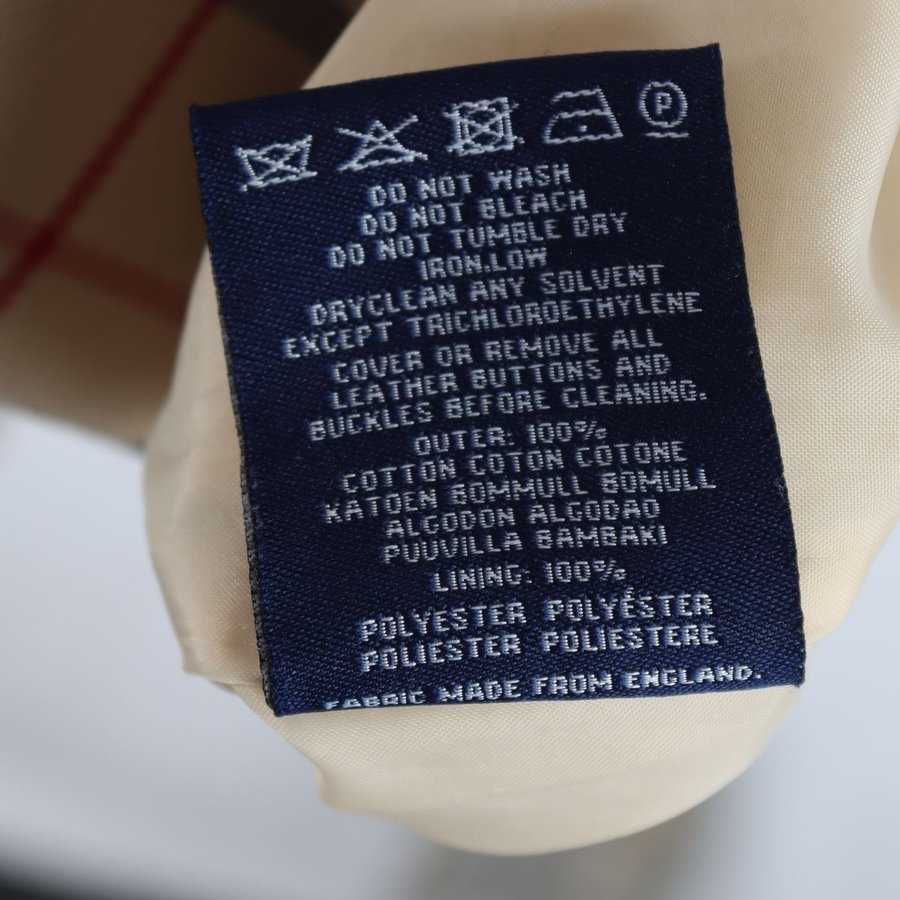 P
DO NOT WASH
DO NOT BLEACH
DO NOT TUMBLE DRY
IRON.LOW
DRYCLEAN ANY SOLVENT
EXCEPT TRICHLOROETHYLENE
COVER OR REMOVE ALL
LEATHER BUTTONS AND
BUCKLES BEFORE CLEANING.
OUTER: 100%
COTTON COTON COTONE
KATOEN BOMMULL BOMULL
ALGODON ALGODAO
PUUVILLA BAMBAKI
LINING: 100%
POLYESTER POLYÉSTER
POLIESTER POLIESTERE
FABRIC MADE FROM ENGLAND.